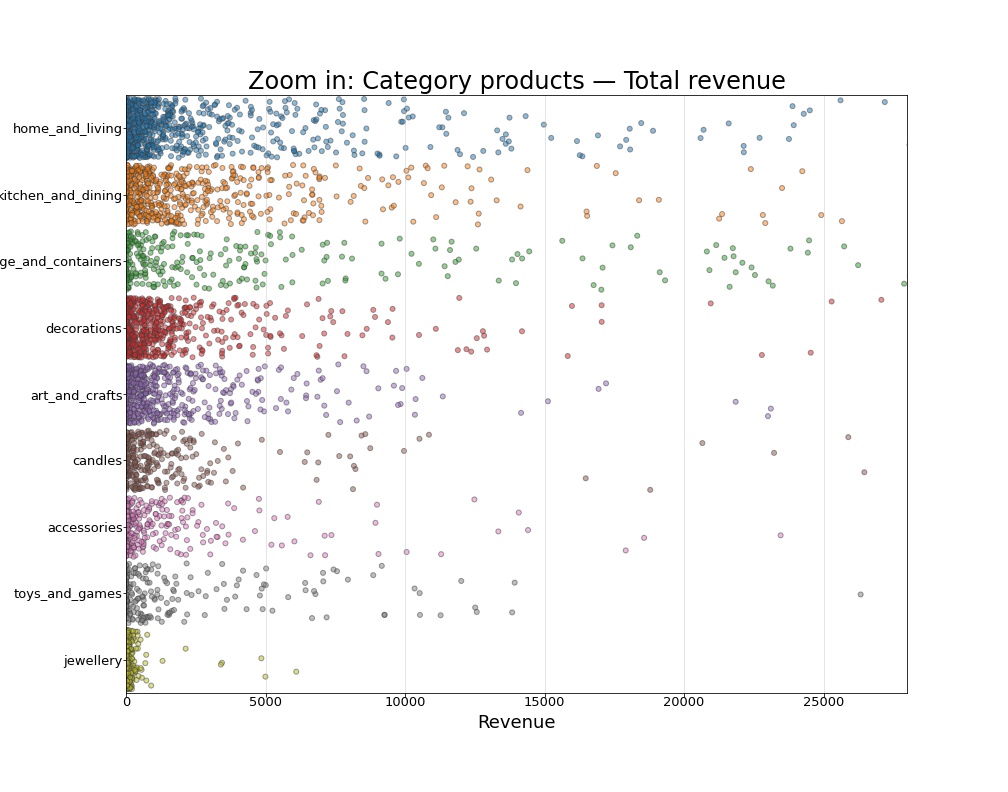 Zoom in: Category products — Total revenue
home_and_living
kitchen_and_dining
ge_and_containers
decorations
art_and_crafts
candles
accessories
toys_and_games
jewellery
0 5000 10000 15000 20000 25000
Revenue